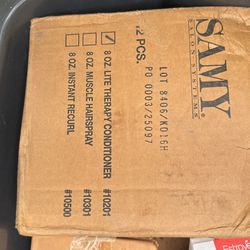 SAMY®
SALON SYSTEMS
LOT 8406/K016H
PO 0003/25097
12 PCS.
8 OZ. LITE THERAPY CONDITIONER #10201
8 OZ. MUSCLE HAIRSPRAY #10301
8 OZ. INSTANT RECURL #10500